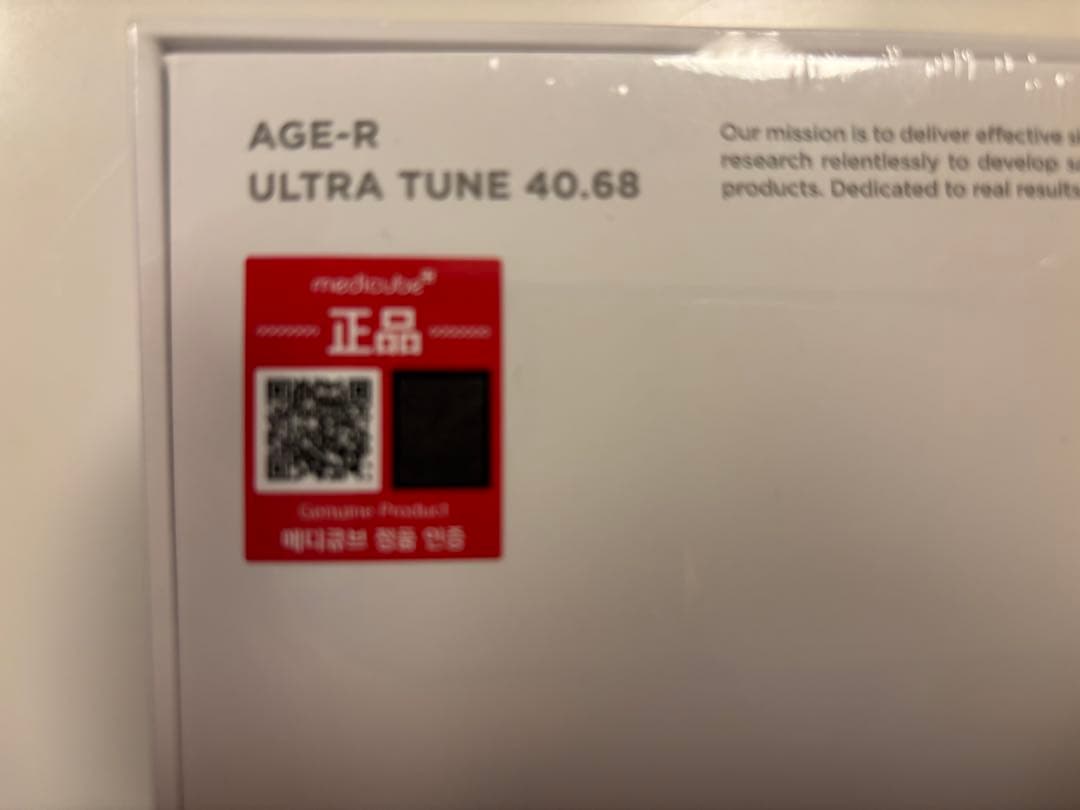 AGE-R
ULTRA TUNE 40.68
Our mission is to deliver effective
research relentlessly to develop
products. Dedicated to real results
medicube
正品
Genuine Product
메디큐브 정품 인증